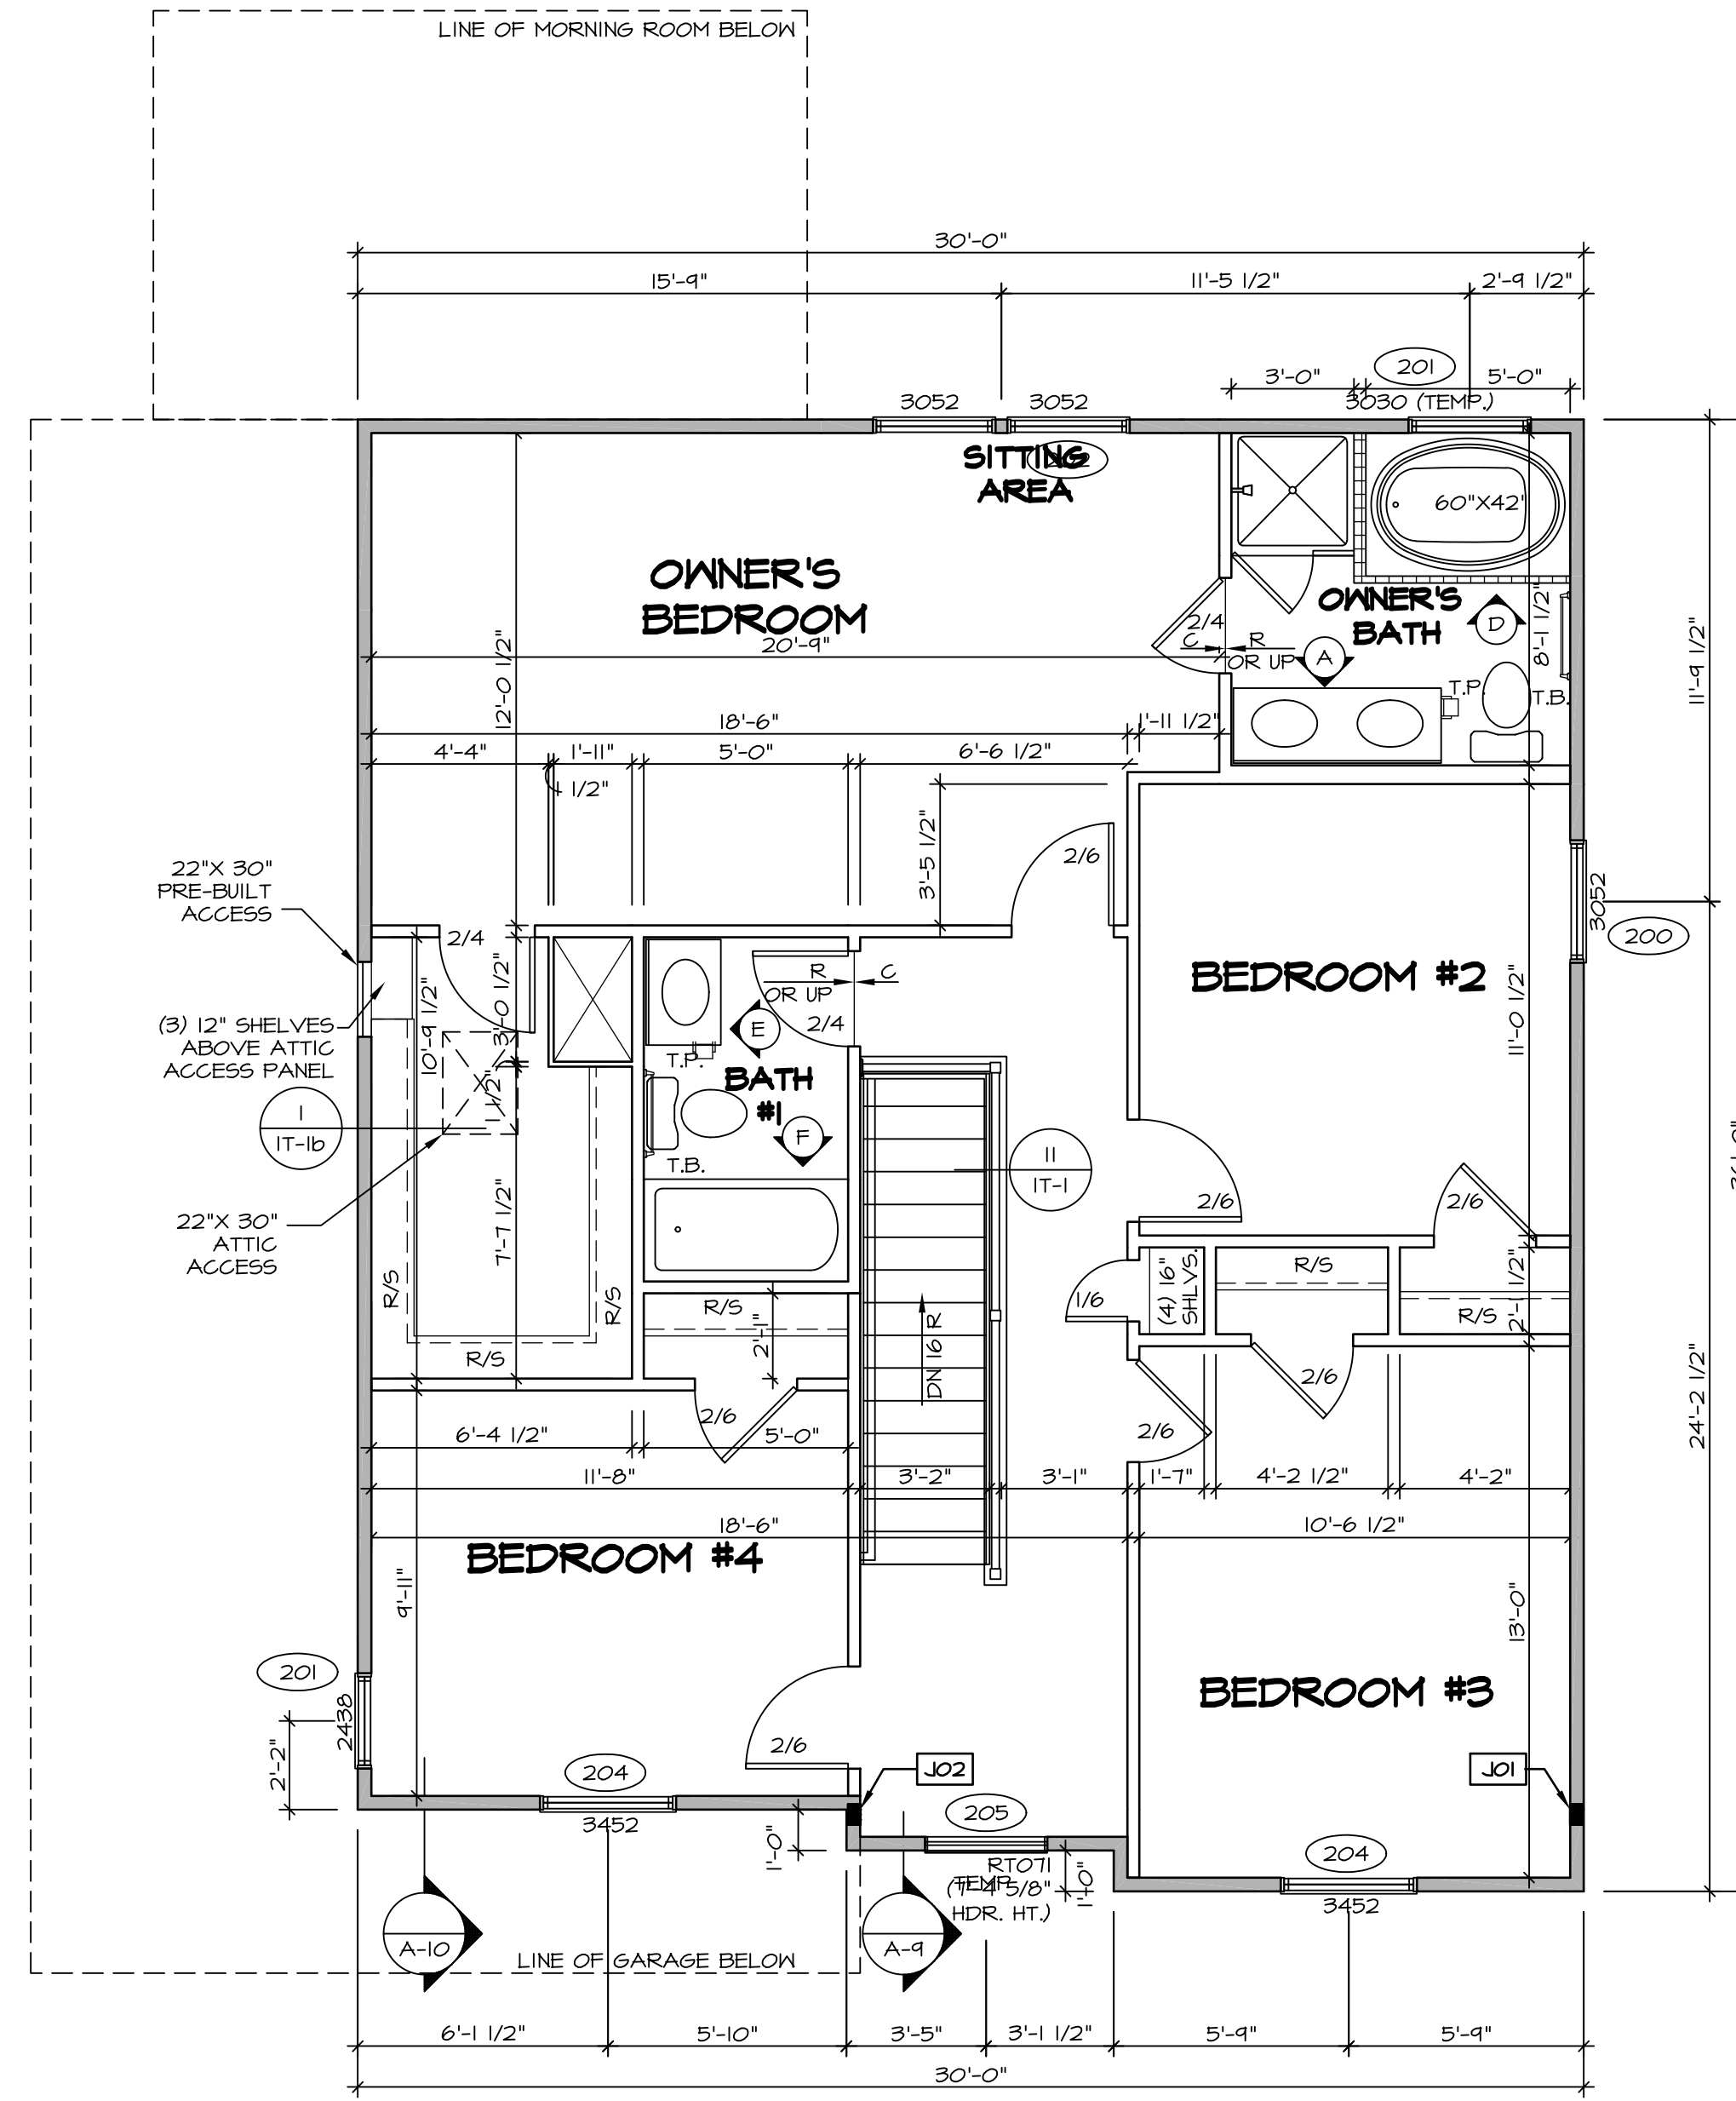 LINE OF MORNING ROOM BELOW
30'-0"
15'-9"
11'-5 1/2"
2'-9 1/2"
201
3'-0"
5'-0"
3052
3052
3030 (TEMP.)
SITTING
AREA
60"X42"
OWNER'S
BEDROOM
20'-9"
12'-0 1/2"
OWNER'S
BATH
D
8'-1 1/2"
11'-9 1/2"
2/4
C
R
OR UP
A
T.P.
T.B.
18'-6"
1'-11 1/2"
4'-4"
1'-11"
5'-0"
6'-6 1/2"
4 1/2"
3'-5 1/2"
2/6
22"X 30"
PRE-BUILT
ACCESS
3052
200
2/4
BEDROOM #2
R
C
OR UP
2/4
E
3'-0 1/2"
10'-9 1/2"
11'-0 1/2"
(3) 12" SHELVES
ABOVE ATTIC
ACCESS PANEL
T.P.
BATH
#1
1 1/2"
I
IT-1b
F
T.B.
II
IT-1
22"X 30"
ATTIC
ACCESS
7'-7 1/2"
2/6
2/6
R/S
R/S
R/S
R/S
2'-1"
1/6
(4) 16"
SHLVS.
R/S
R/S
2'-1 1/2"
DN 16 R
24'-2 1/2"
2/6
2/6
2/6
6'-4 1/2"
5'-0"
11'-8"
3'-2"
3'-1"
1'-7"
4'-2 1/2"
4'-2"
18'-6"
10'-6 1/2"
BEDROOM #4
9'-11"
13'-0"
BEDROOM #3
201
2438
2'-2"
2/6
204
3452
J02
J01
205
1'-0"
RT071
TEMP.
(7'-4 5/8"
HDR. HT.)
1'-0"
204
3452
A-10
A-9
LINE OF GARAGE BELOW
6'-1 1/2"
5'-10"
3'-5"
3'-1 1/2"
5'-9"
5'-9"
30'-0"